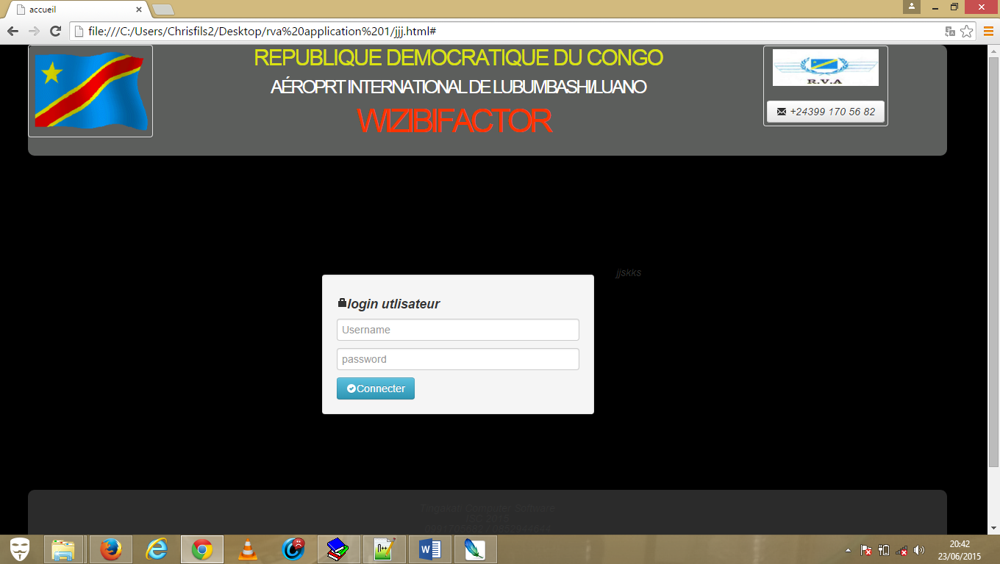 accueil
file:///C:/Users/Chrisfils2/Desktop/rva%20application%201/jjj.html#
REPUBLIQUE DEMOCRATIQUE DU CONGO
AÉROPRT INTERNATIONAL DE LUBUMBASHI/LUANO
WIZIBIFACTOR
R.V.A
+24399 170 56 82
jjskks
login utlisateur
Username
password
Connecter
Computer Software
ISC 2015
20:42
23/06/2015